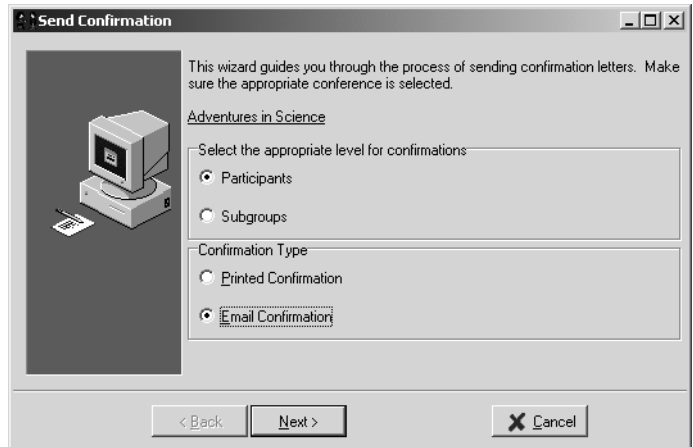 Send Confirmation
This wizard guides you through the process of sending confirmation letters. Make
sure the appropriate conference is selected.
Adventures in Science
Select the appropriate level for confirmations
Participants
Subgroups
Confirmation Type
Printed Confirmation
Email Confirmation
< Back Next > Cancel